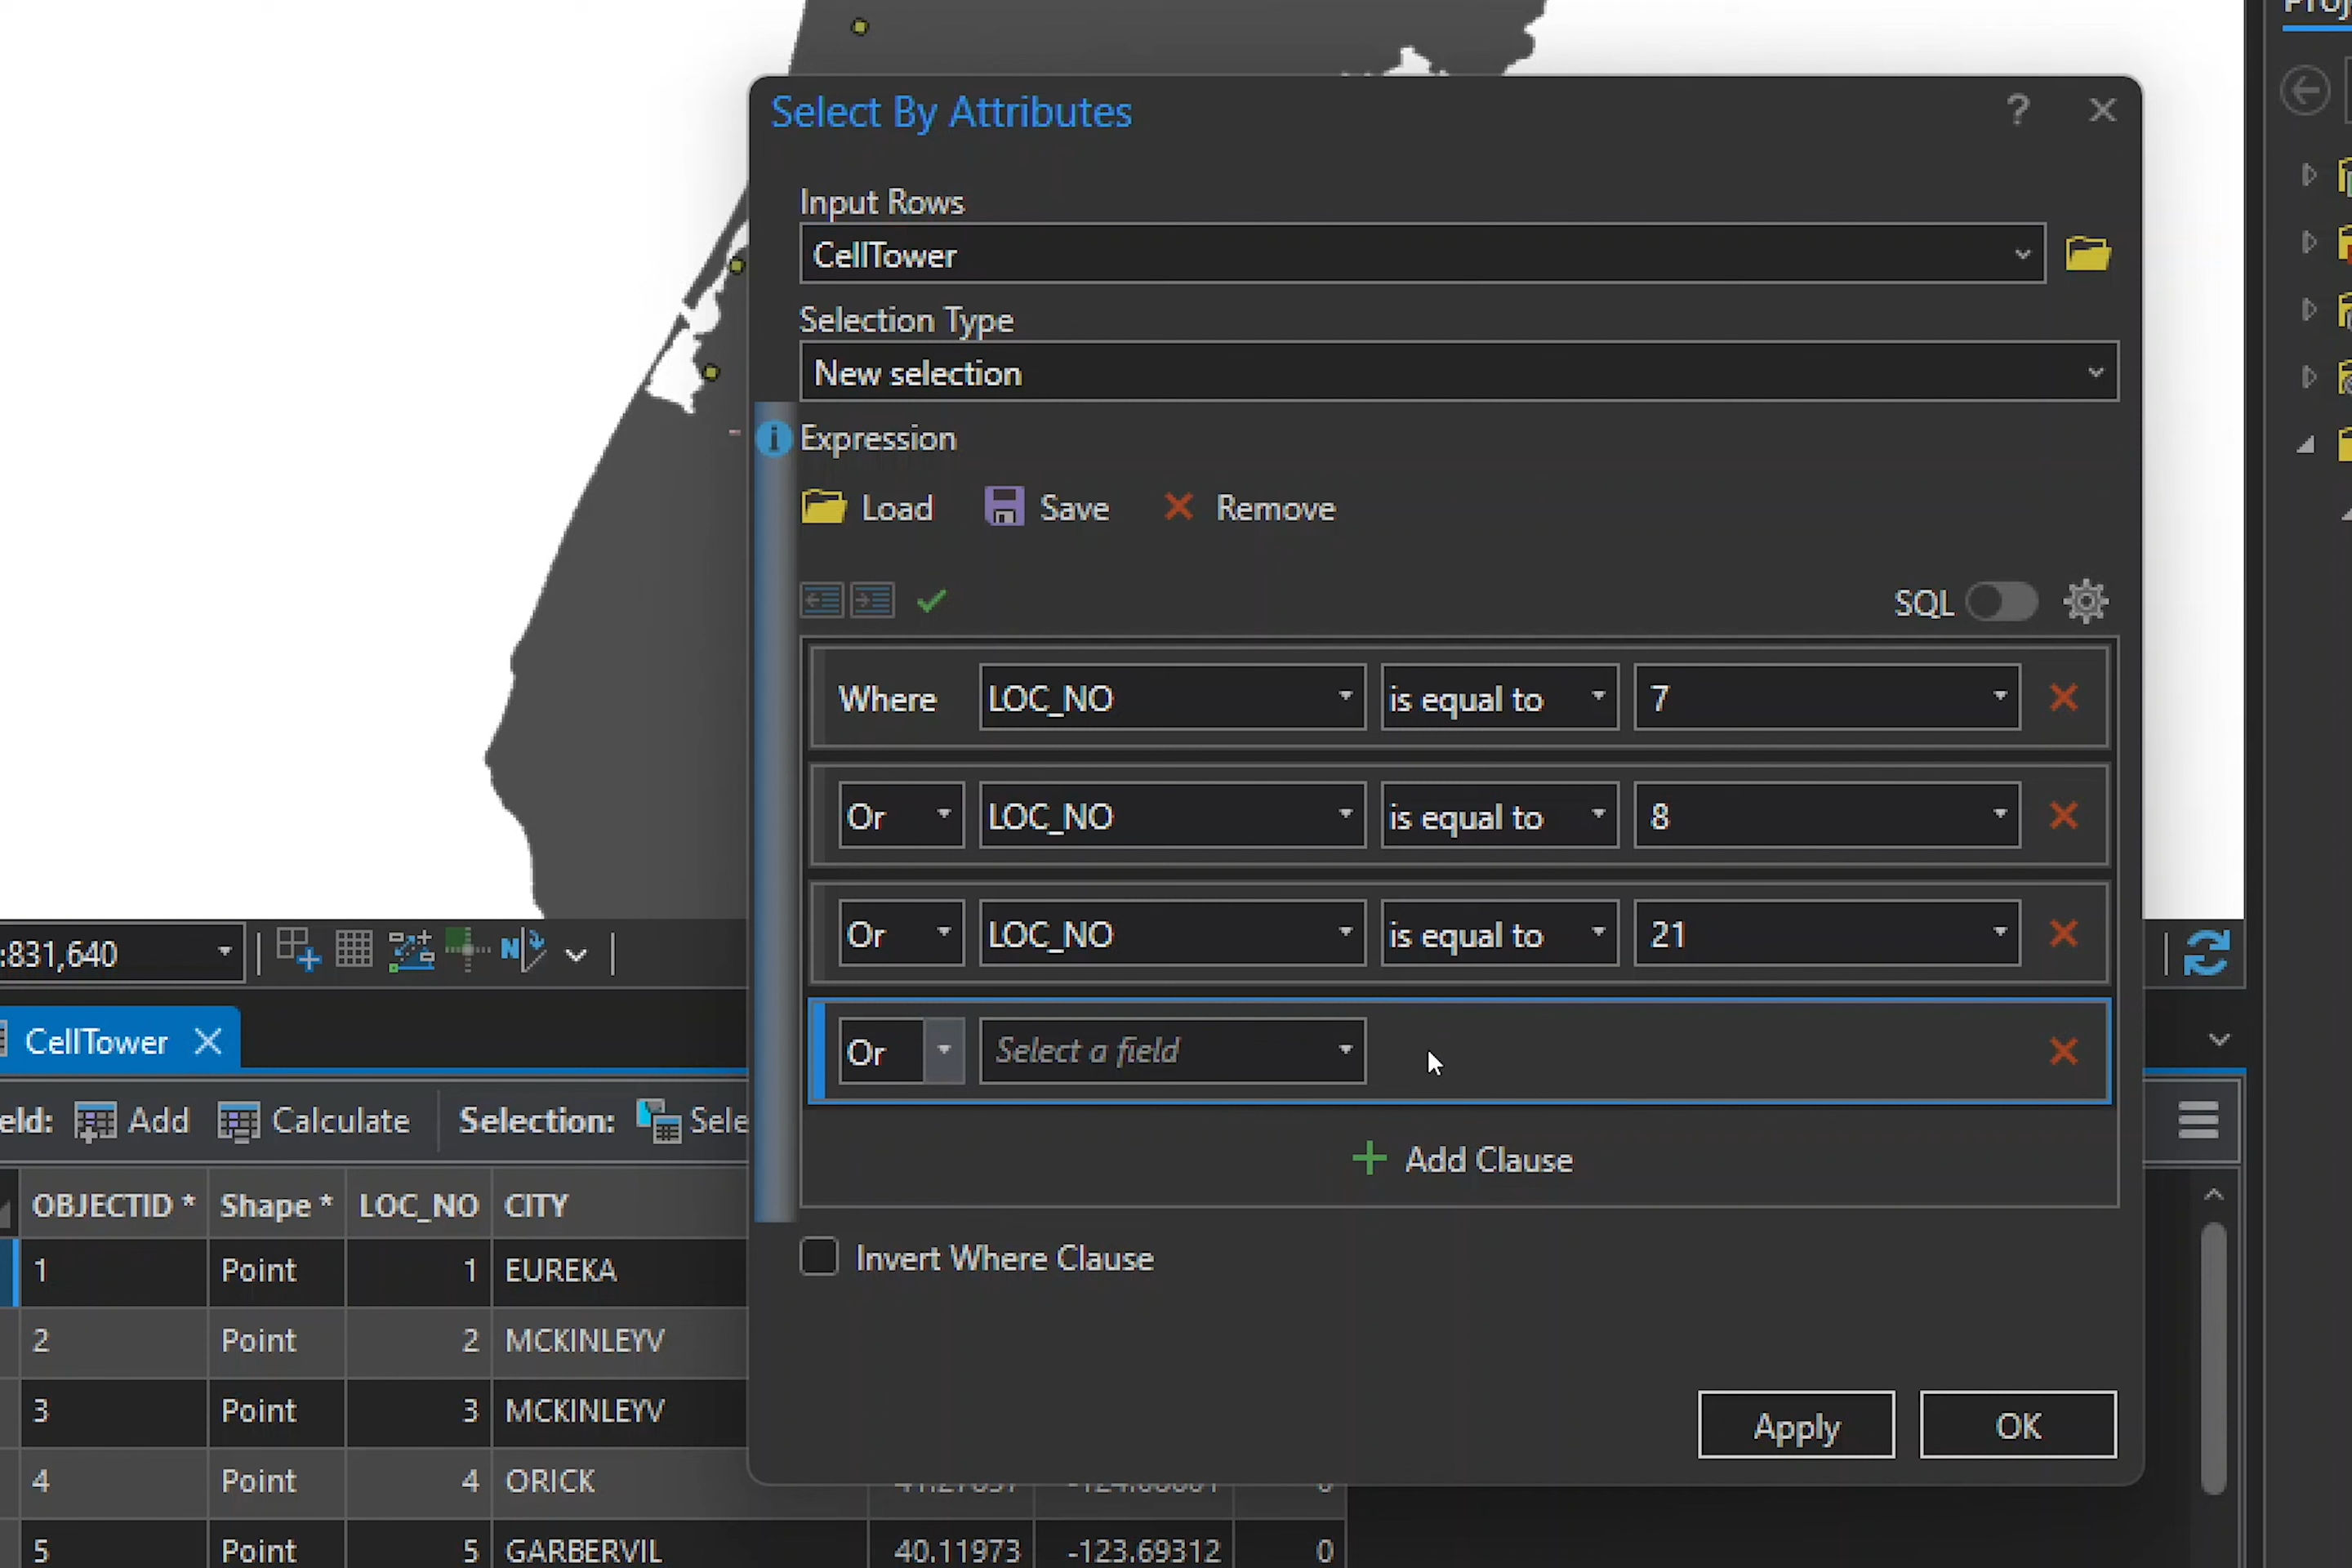 Select By Attributes
Input Rows
CellTower
Selection Type
New selection
Expression
Load Save Remove
SQL
Where LOC_NO is equal to 7
Or LOC_NO is equal to 8
Or LOC_NO is equal to 21
Or Select a field
Add Clause
Invert Where Clause
Apply OK
:831,640
CellTower
eld: Add Calculate Selection: Sele
OBJECTID * Shape * LOC_NO CITY
1 Point 1 EUREKA
2 Point 2 MCKINLEYV
3 Point 3 MCKINLEYV
4 Point 4 ORICK
5 Point 5 GARBERVIL 40.11973 -123.69312 0